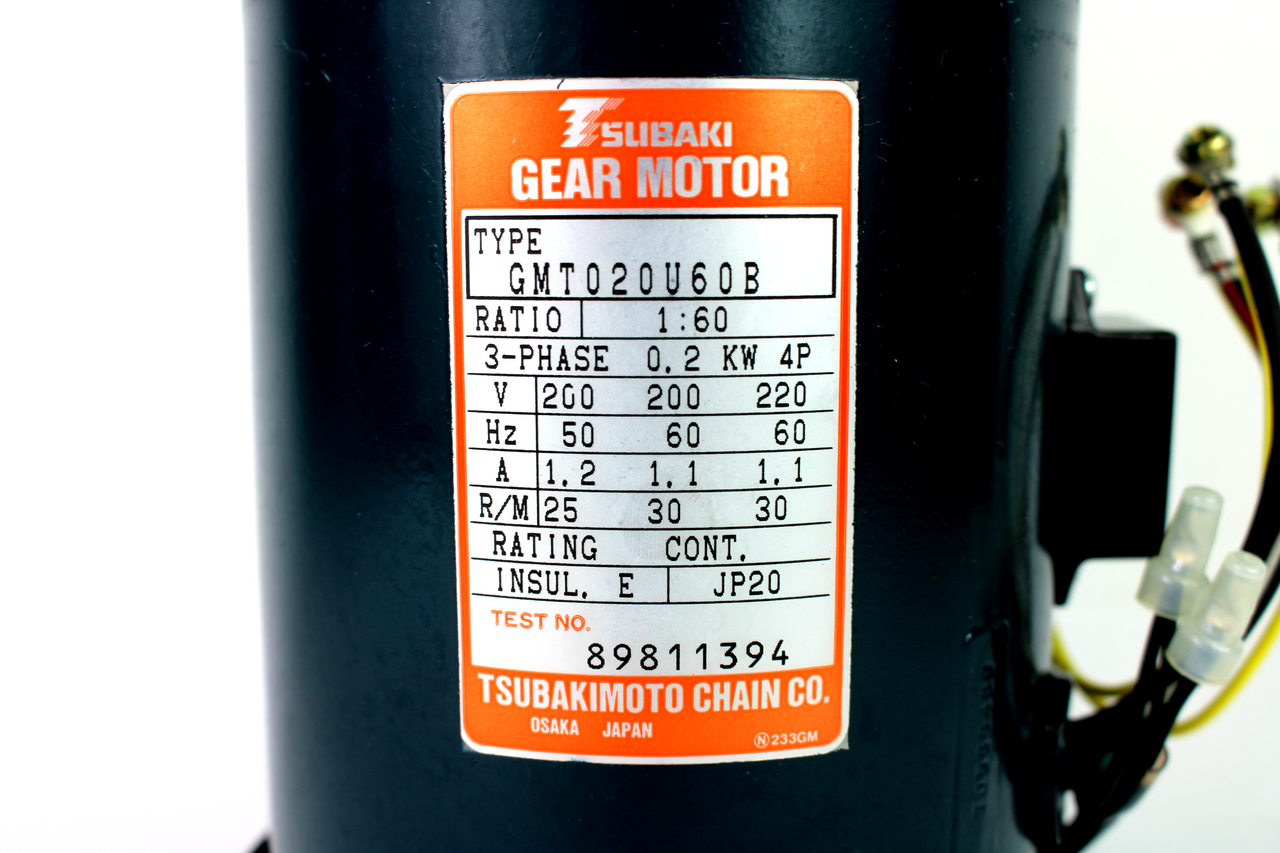 TSUBAKI
GEAR MOTOR
TYPE
GMT020U60B
RATIO 1:60
3-PHASE 0.2 KW 4P
V 200 200 220
Hz 50 60 60
A 1.2 1.1 1.1
R/M 25 30 30
RATING CONT.
INSUL. E JP20
TEST NO.
89811394
TSUBAKIMOTO CHAIN CO.
OSAKA JAPAN
Ⓝ233GM